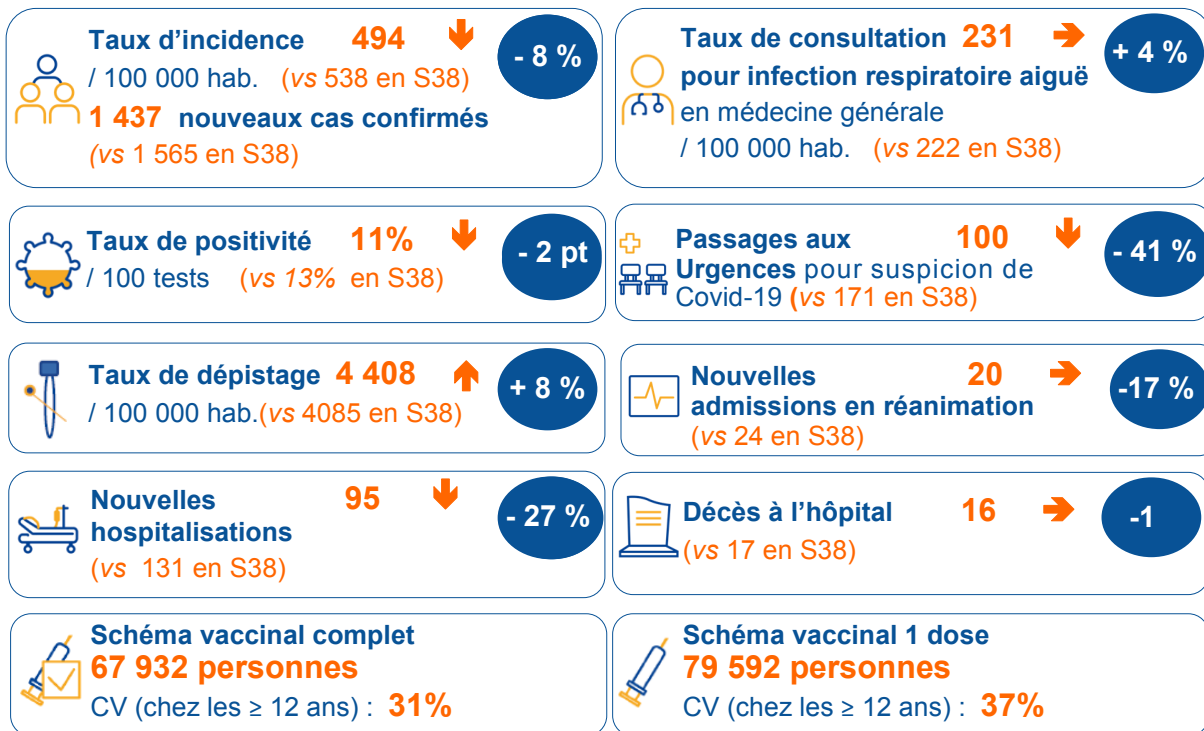 Taux d'incidence 494
/ 100 000 hab. (vs 538 en S38)
1 437 nouveaux cas confirmés
(vs 1 565 en S38)
- 8 %
Taux de consultation 231
pour infection respiratoire aiguë
en médecine générale
/ 100 000 hab. (vs 222 en S38)
+ 4 %
Taux de positivité 11%
/ 100 tests (vs 13% en S38)
- 2 pt
Passages aux 100
Urgences pour suspicion de
Covid-19 (vs 171 en S38)
- 41 %
Taux de dépistage 4 408
/ 100 000 hab.(vs 4085 en S38)
+ 8 %
Nouvelles 20
admissions en réanimation
(vs 24 en S38)
-17 %
Nouvelles 95
hospitalisations
(vs 131 en S38)
- 27 %
Décès à l'hôpital 16
(vs 17 en S38)
-1
Schéma vaccinal complet
67 932 personnes
CV (chez les ≥ 12 ans) : 31%
Schéma vaccinal 1 dose
79 592 personnes
CV (chez les ≥ 12 ans) : 37%